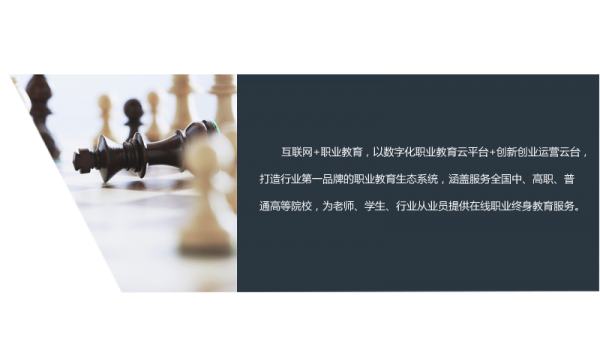 互联网+职业教育，以数字化职业教育云平台+创新创业运营云台，
打造行业第一品牌的职业教育生态系统，涵盖服务全国中、高职、普
通高等院校，为老师、学生、行业从业员提供在线职业终身教育服务。